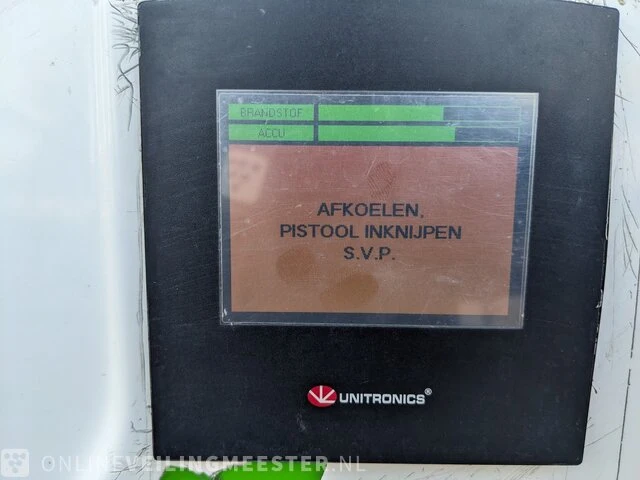 BRANDSTOF
ACCU
AFKOELEN,
PISTOOL INKNIJPEN
S.V.P.
UNITRONICS®
ONLINEVEILINGMEESTER.NL